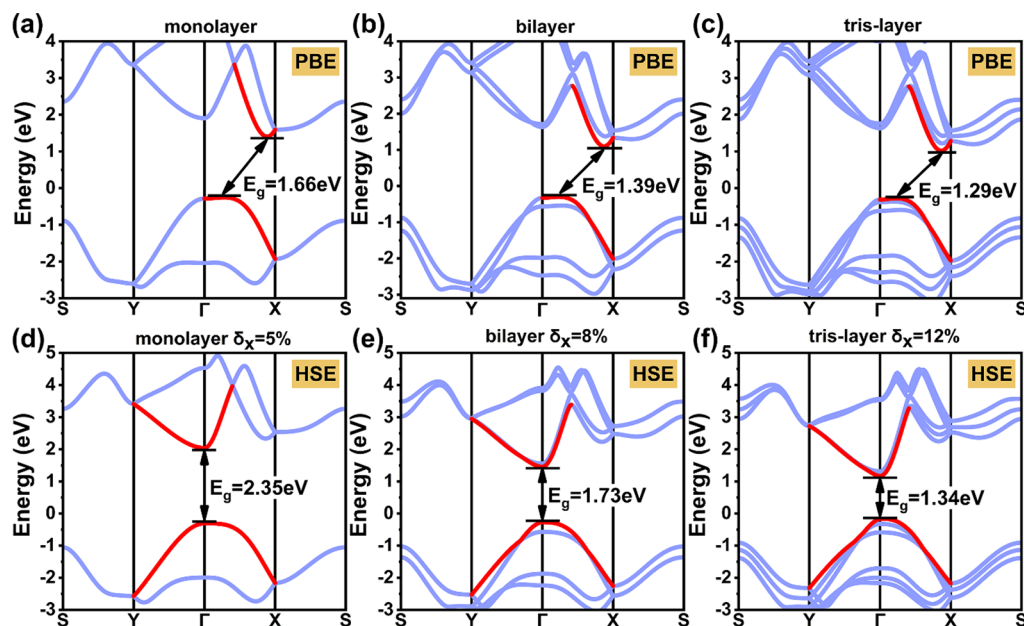 (a) monolayer
PBE
E_g=1.66eV
Energy (eV)
4
3
2
1
0
-1
-2
-3
S Y Γ X S
(b) bilayer
PBE
E_g=1.39eV
Energy (eV)
4
3
2
1
0
-1
-2
-3
S Y Γ X S
(c) tris-layer
PBE
E_g=1.29eV
Energy (eV)
4
3
2
1
0
-1
-2
-3
S Y Γ X S
(d) monolayer δ_x=5%
HSE
E_g=2.35eV
Energy (eV)
5
4
3
2
1
0
-1
-2
-3
S Y Γ X S
(e) bilayer δ_x=8%
HSE
E_g=1.73eV
Energy (eV)
5
4
3
2
1
0
-1
-2
-3
S Y Γ X S
(f) tris-layer δ_x=12%
HSE
E_g=1.34eV
Energy (eV)
5
4
3
2
1
0
-1
-2
-3
S Y Γ X S